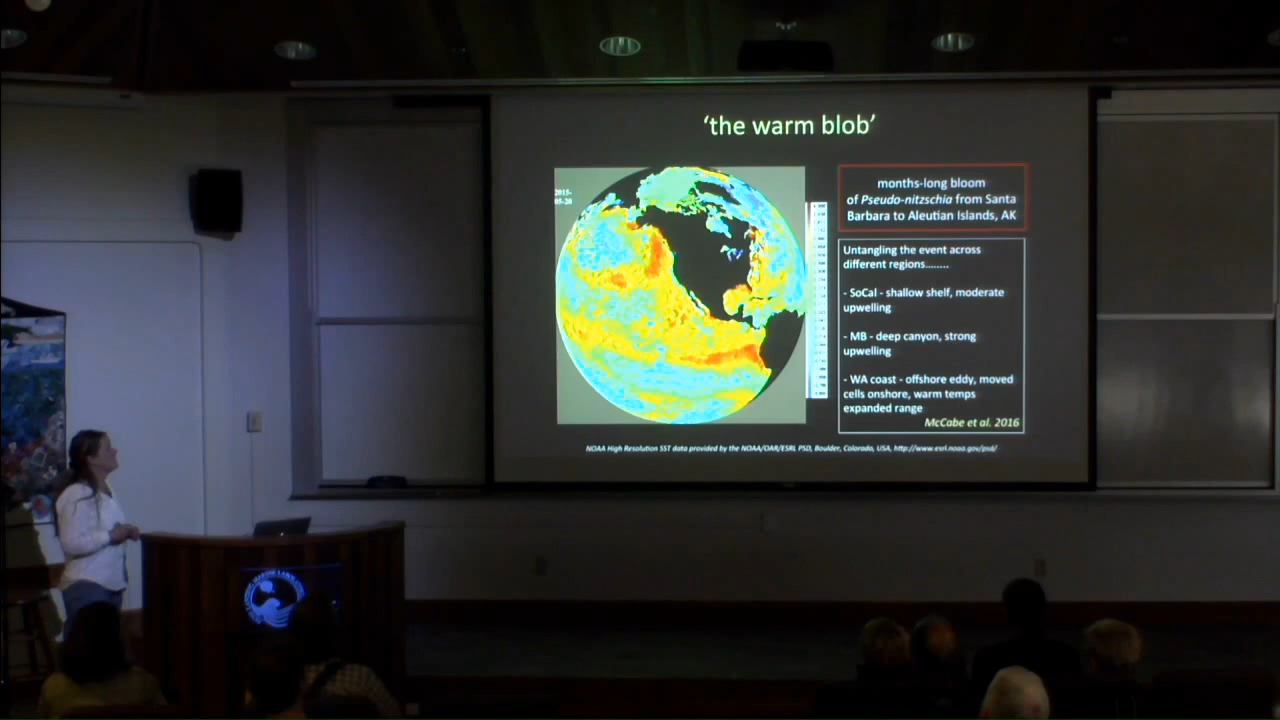 ‘the warm blob’
2015-
05-20
months-long bloom
of Pseudo-nitzschia from Santa
Barbara to Aleutian Islands, AK
Untangling the event across
different regions........
- SoCal - shallow shelf, moderate
upwelling
- MB - deep canyon, strong
upwelling
- WA coast - offshore eddy, moved
cells onshore, warm temps
expanded range
McCabe et al. 2016
NOAA High Resolution SST data provided by the NOAA/OAR/ESRL PSD, Boulder, Colorado, USA, http://www.esrl.noaa.gov/psd/